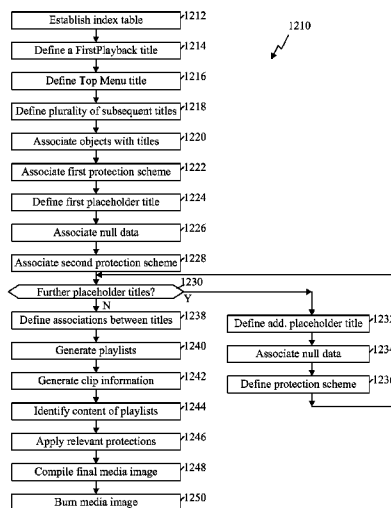 Establish index table 1212
1210
Define a FirstPlayback title 1214
Define Top Menu title 1216
Define plurality of subsequent titles 1218
Associate objects with titles 1220
Associate first protection scheme 1222
Define first placeholder title 1224
Associate null data 1226
Associate second protection scheme 1228
1230
Further placeholder titles?
N Y
Define associations between titles 1238
Define add. placeholder title 1232
Generate playlists 1240
Associate null data 1234
Generate clip information 1242
Define protection scheme 1236
Identify content of playlists 1244
Apply relevant protections 1246
Compile final media image 1248
Burn media image 1250